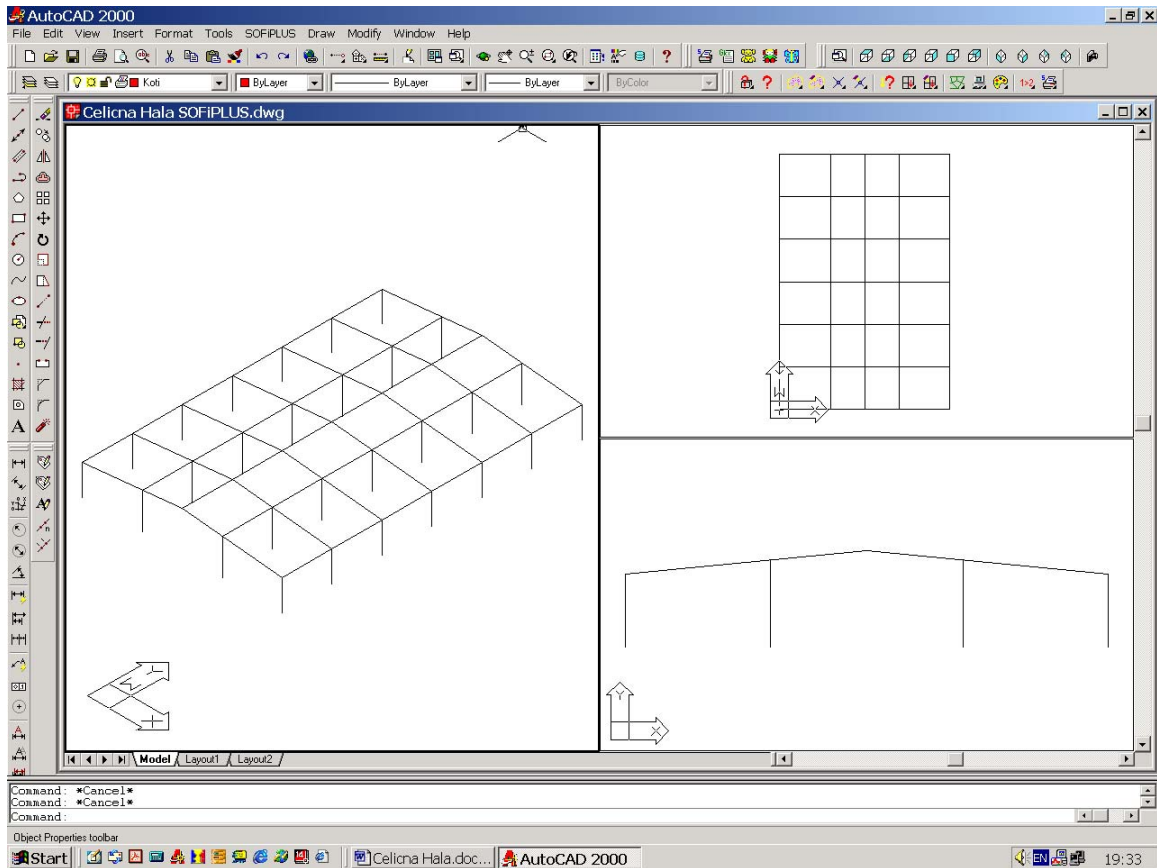 AutoCAD 2000
File Edit View Insert Format Tools SOFiPLUS Draw Modify Window Help
Koti ByLayer ByLayer ByLayer ByColor
Celicna Hala SOFiPLUS.dwg
W X
Y X
Model Layout1 Layout2
Command: *Cancel*
Command: *Cancel*
Command:
Object Properties toolbar
Start Celicna Hala.doc... AutoCAD 2000 EN 19:33